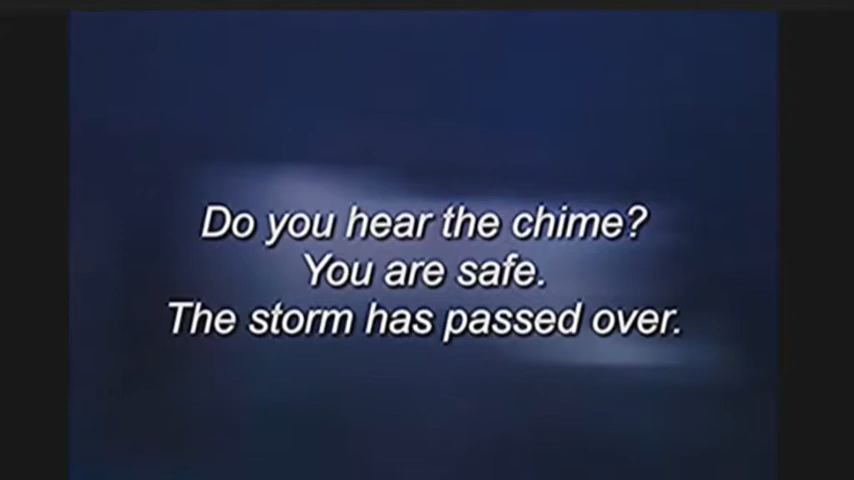 Do you hear the chime?
You are safe.
The storm has passed over.